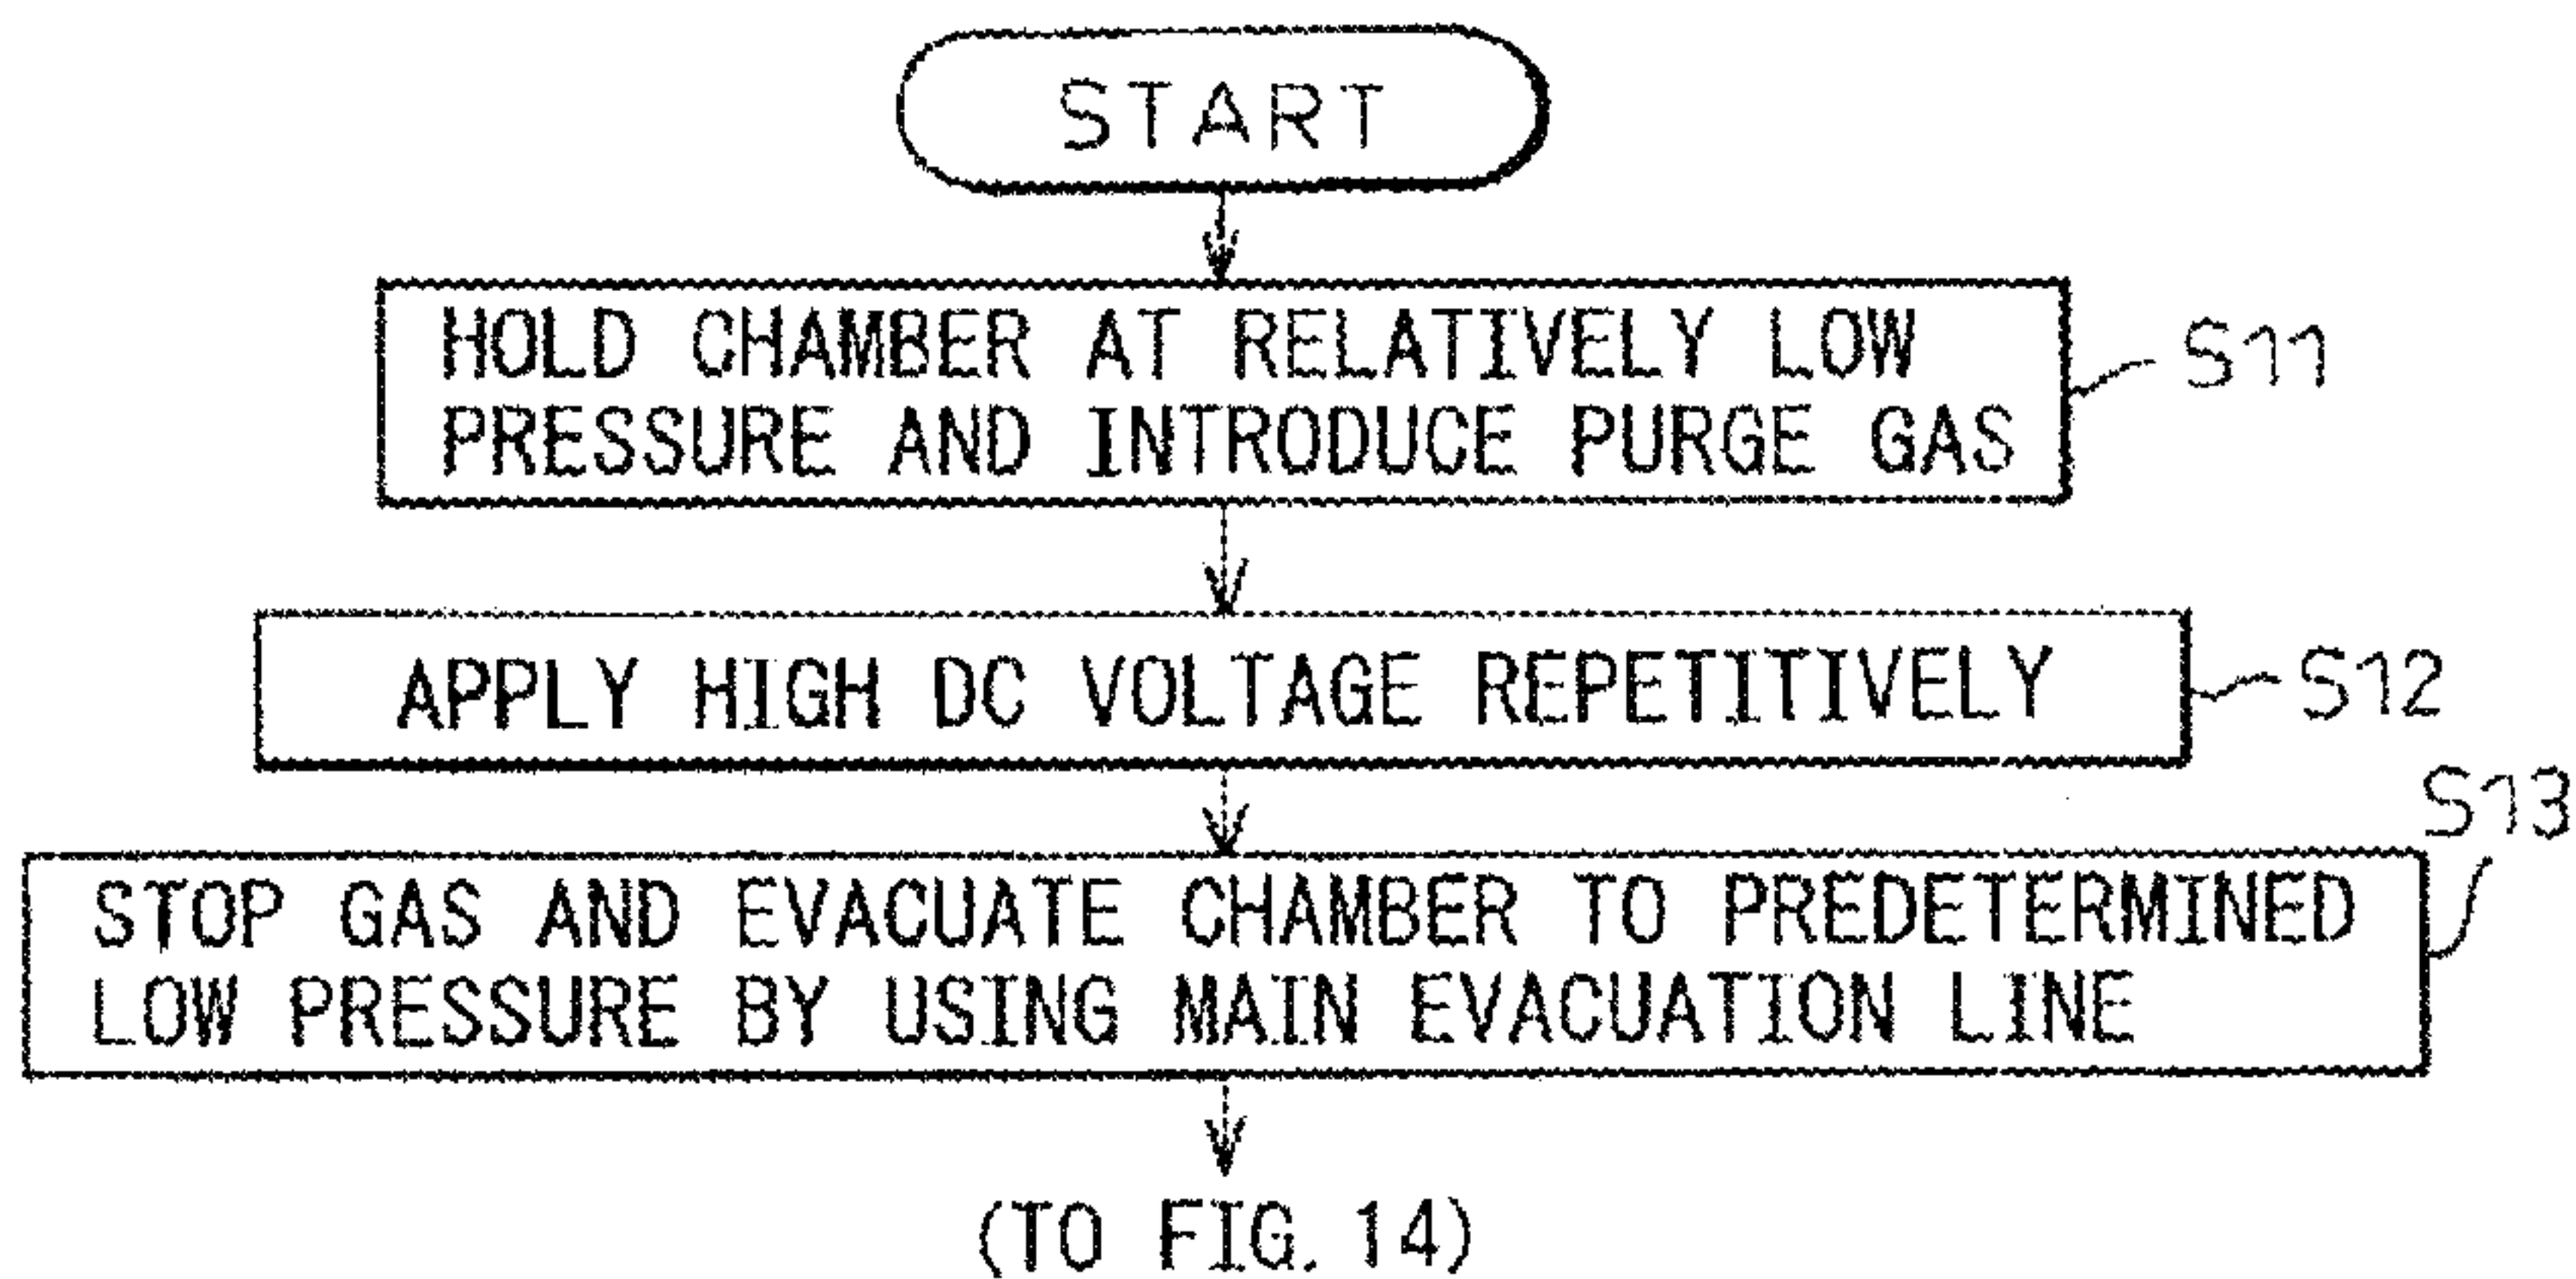 START
HOLD CHAMBER AT RELATIVELY LOW
PRESSURE AND INTRODUCE PURGE GAS
S11
APPLY HIGH DC VOLTAGE REPETITIVELY
S12
S13
STOP GAS AND EVACUATE CHAMBER TO PREDETERMINED
LOW PRESSURE BY USING MAIN EVACUATION LINE
(TO FIG. 14)